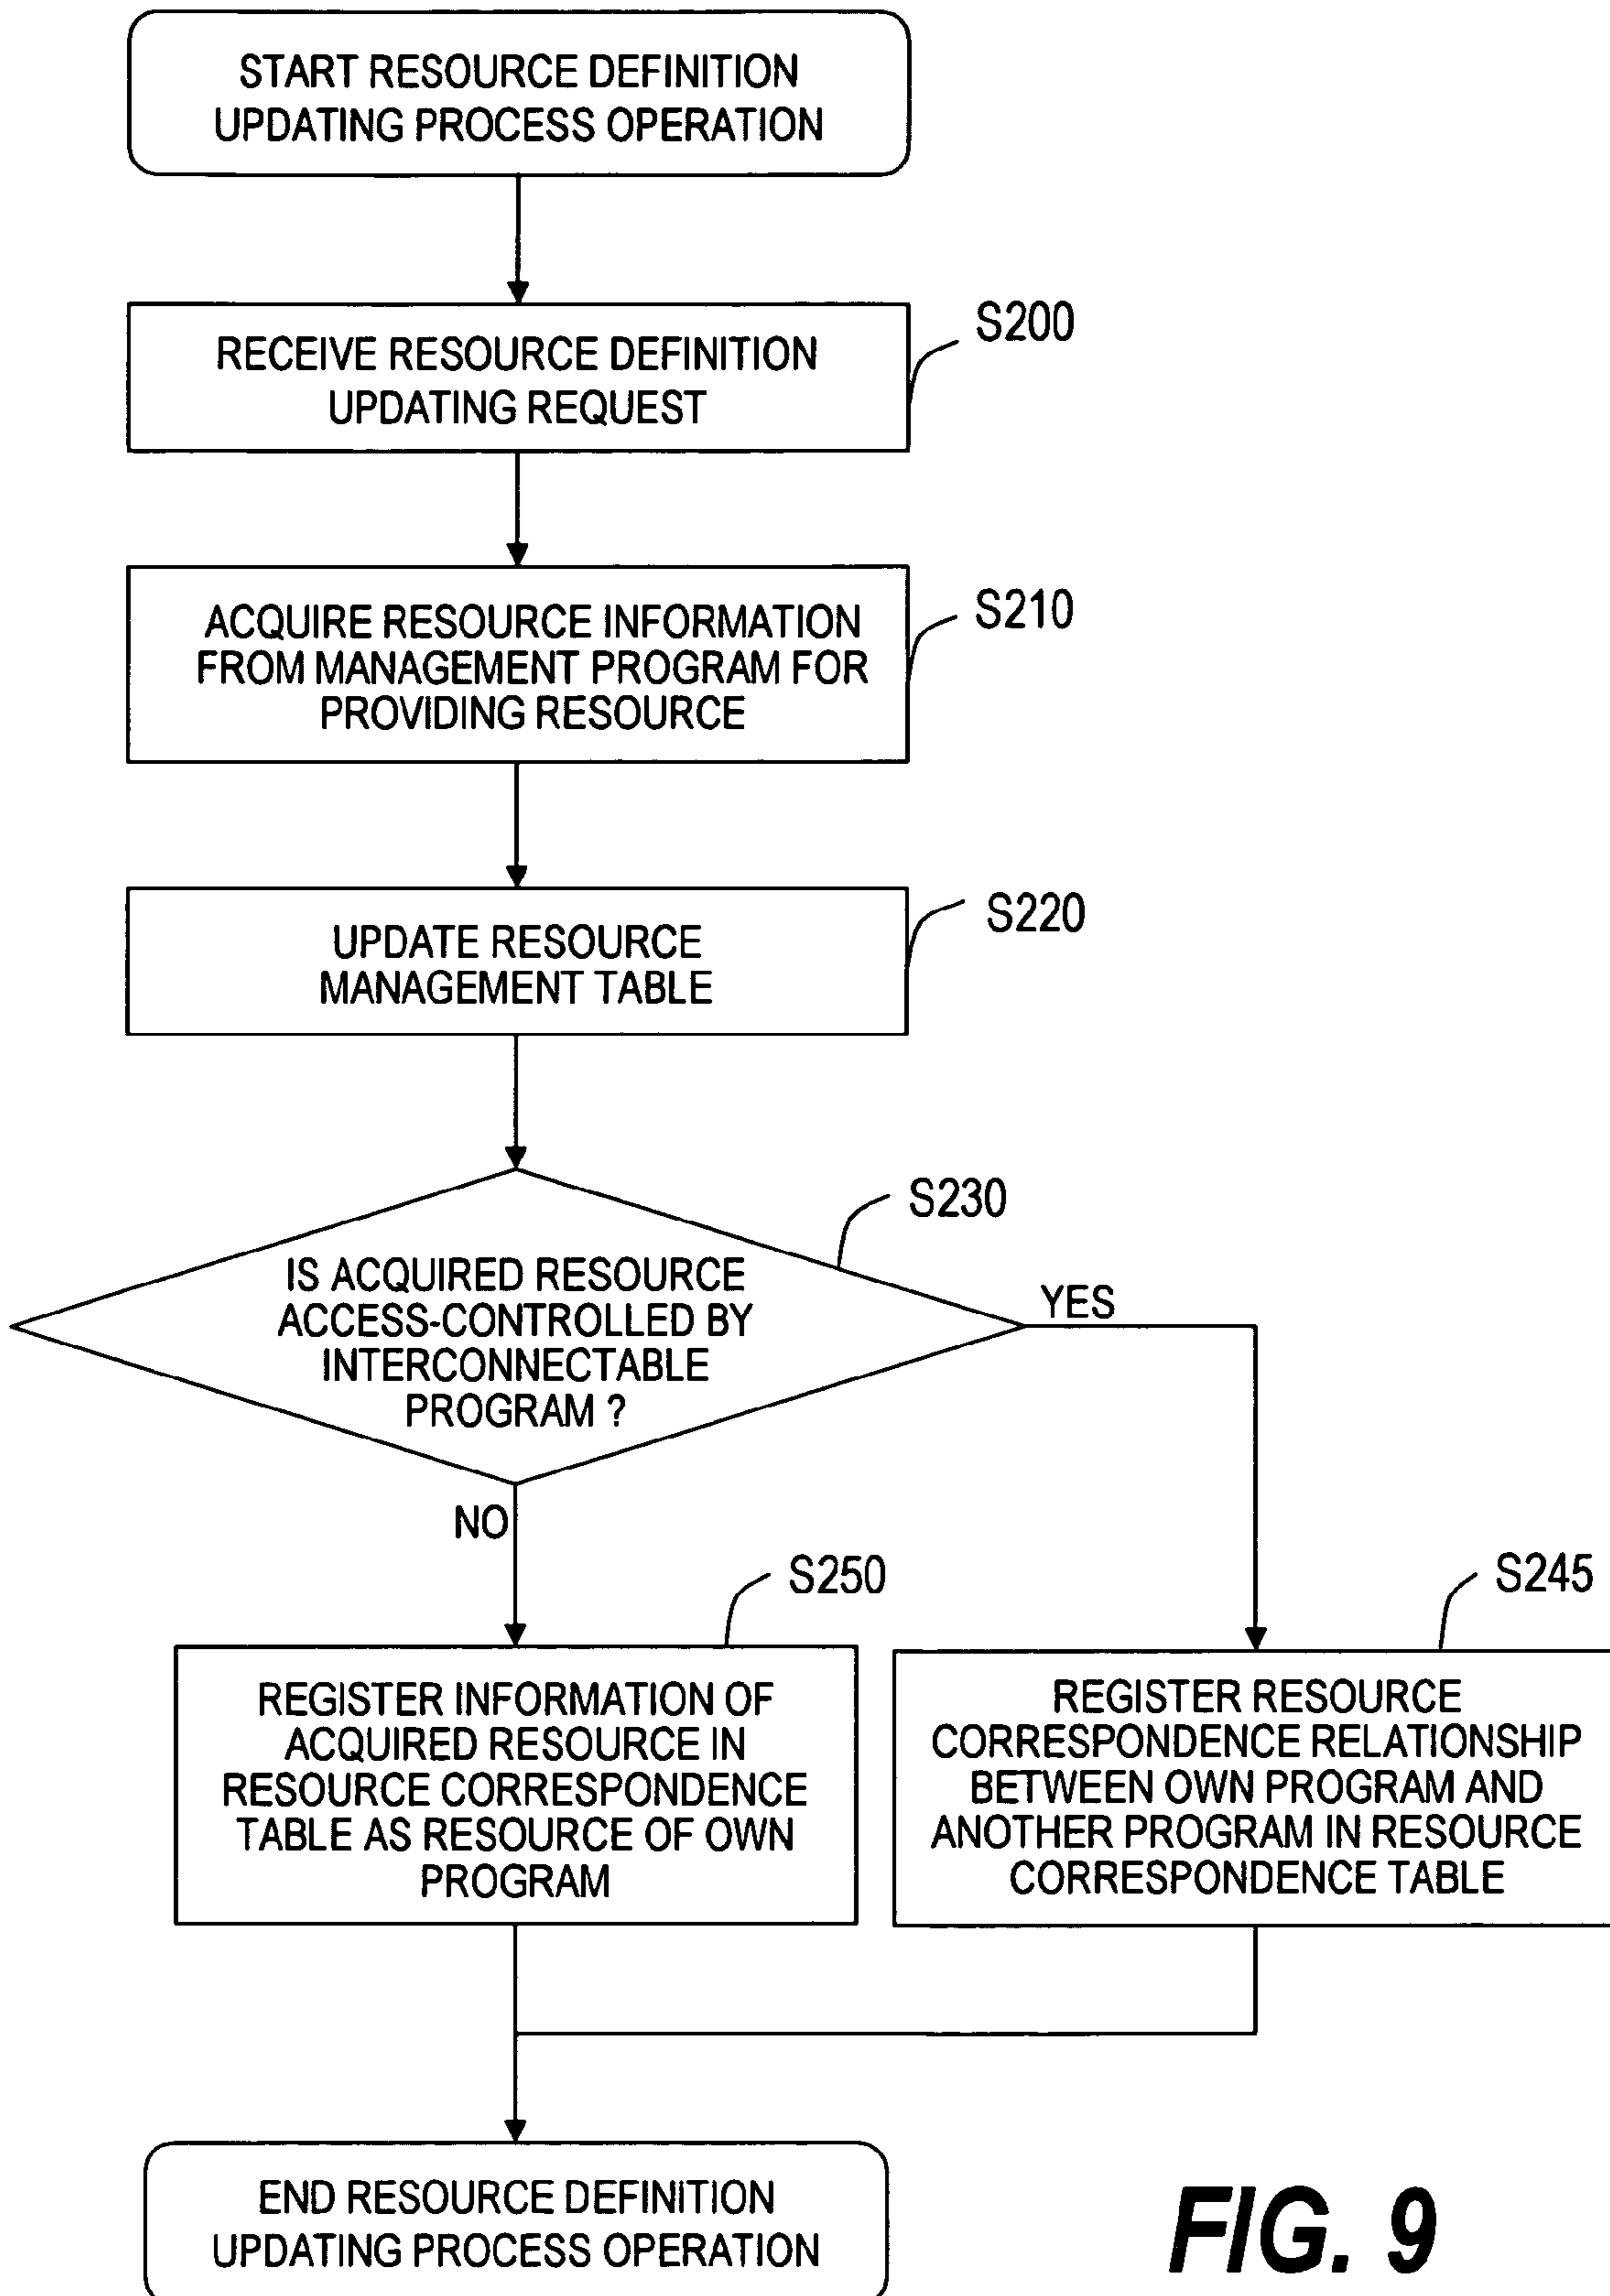 START RESOURCE DEFINITION
UPDATING PROCESS OPERATION
RECEIVE RESOURCE DEFINITION
UPDATING REQUEST
S200
ACQUIRE RESOURCE INFORMATION
FROM MANAGEMENT PROGRAM FOR
PROVIDING RESOURCE
S210
UPDATE RESOURCE
MANAGEMENT TABLE
S220
IS ACQUIRED RESOURCE
ACCESS-CONTROLLED BY
INTERCONNECTABLE
PROGRAM ?
S230
YES
NO
S250
REGISTER INFORMATION OF
ACQUIRED RESOURCE IN
RESOURCE CORRESPONDENCE
TABLE AS RESOURCE OF OWN
PROGRAM
S245
REGISTER RESOURCE
CORRESPONDENCE RELATIONSHIP
BETWEEN OWN PROGRAM AND
ANOTHER PROGRAM IN RESOURCE
CORRESPONDENCE TABLE
END RESOURCE DEFINITION
UPDATING PROCESS OPERATION
FIG. 9